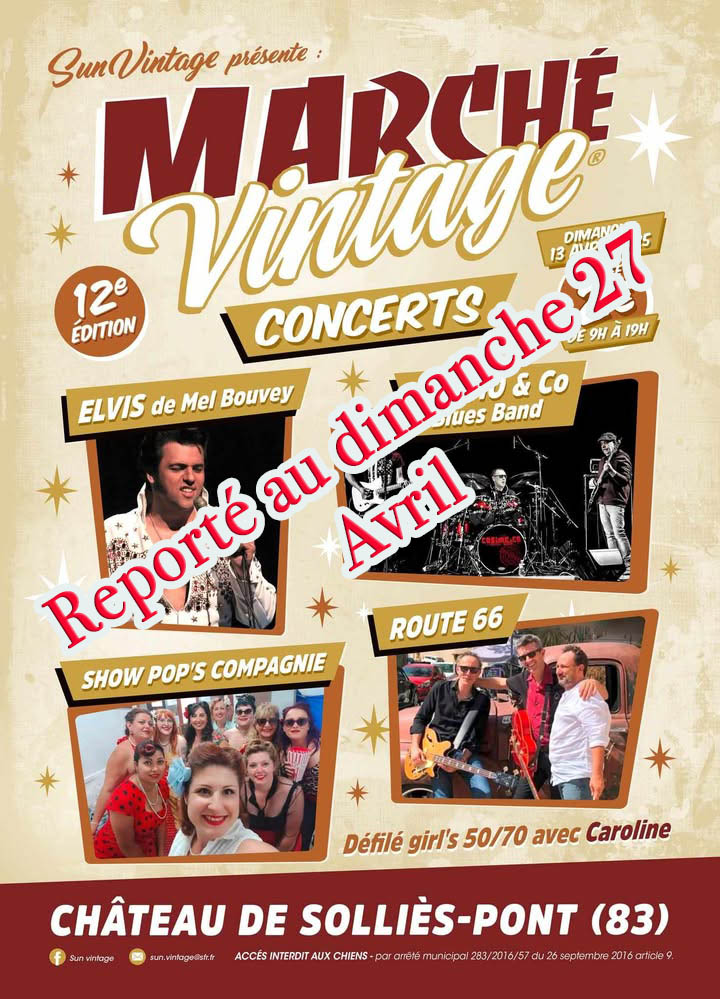 SunVintage présente :
MARCHÉ
Vintage®
DIMANCHE
13
12e
ÉDITION
CONCERTS
DE 9H À 19H
ELVIS de Mel Bouvey
& Co
Blues Band
Reporté au dimanche 27
Avril
ROUTE 66
SHOW POP'S COMPAGNIE
Défilé girl's 50/70 avec Caroline
CHÂTEAU DE SOLLIÈS-PONT (83)
Sun vintage sun.vintage@sfr.fr ACCÉS INTERDIT AUX CHIENS - par arrêté municipal 283/2016/57 du 26 septembre 2016 article 9.